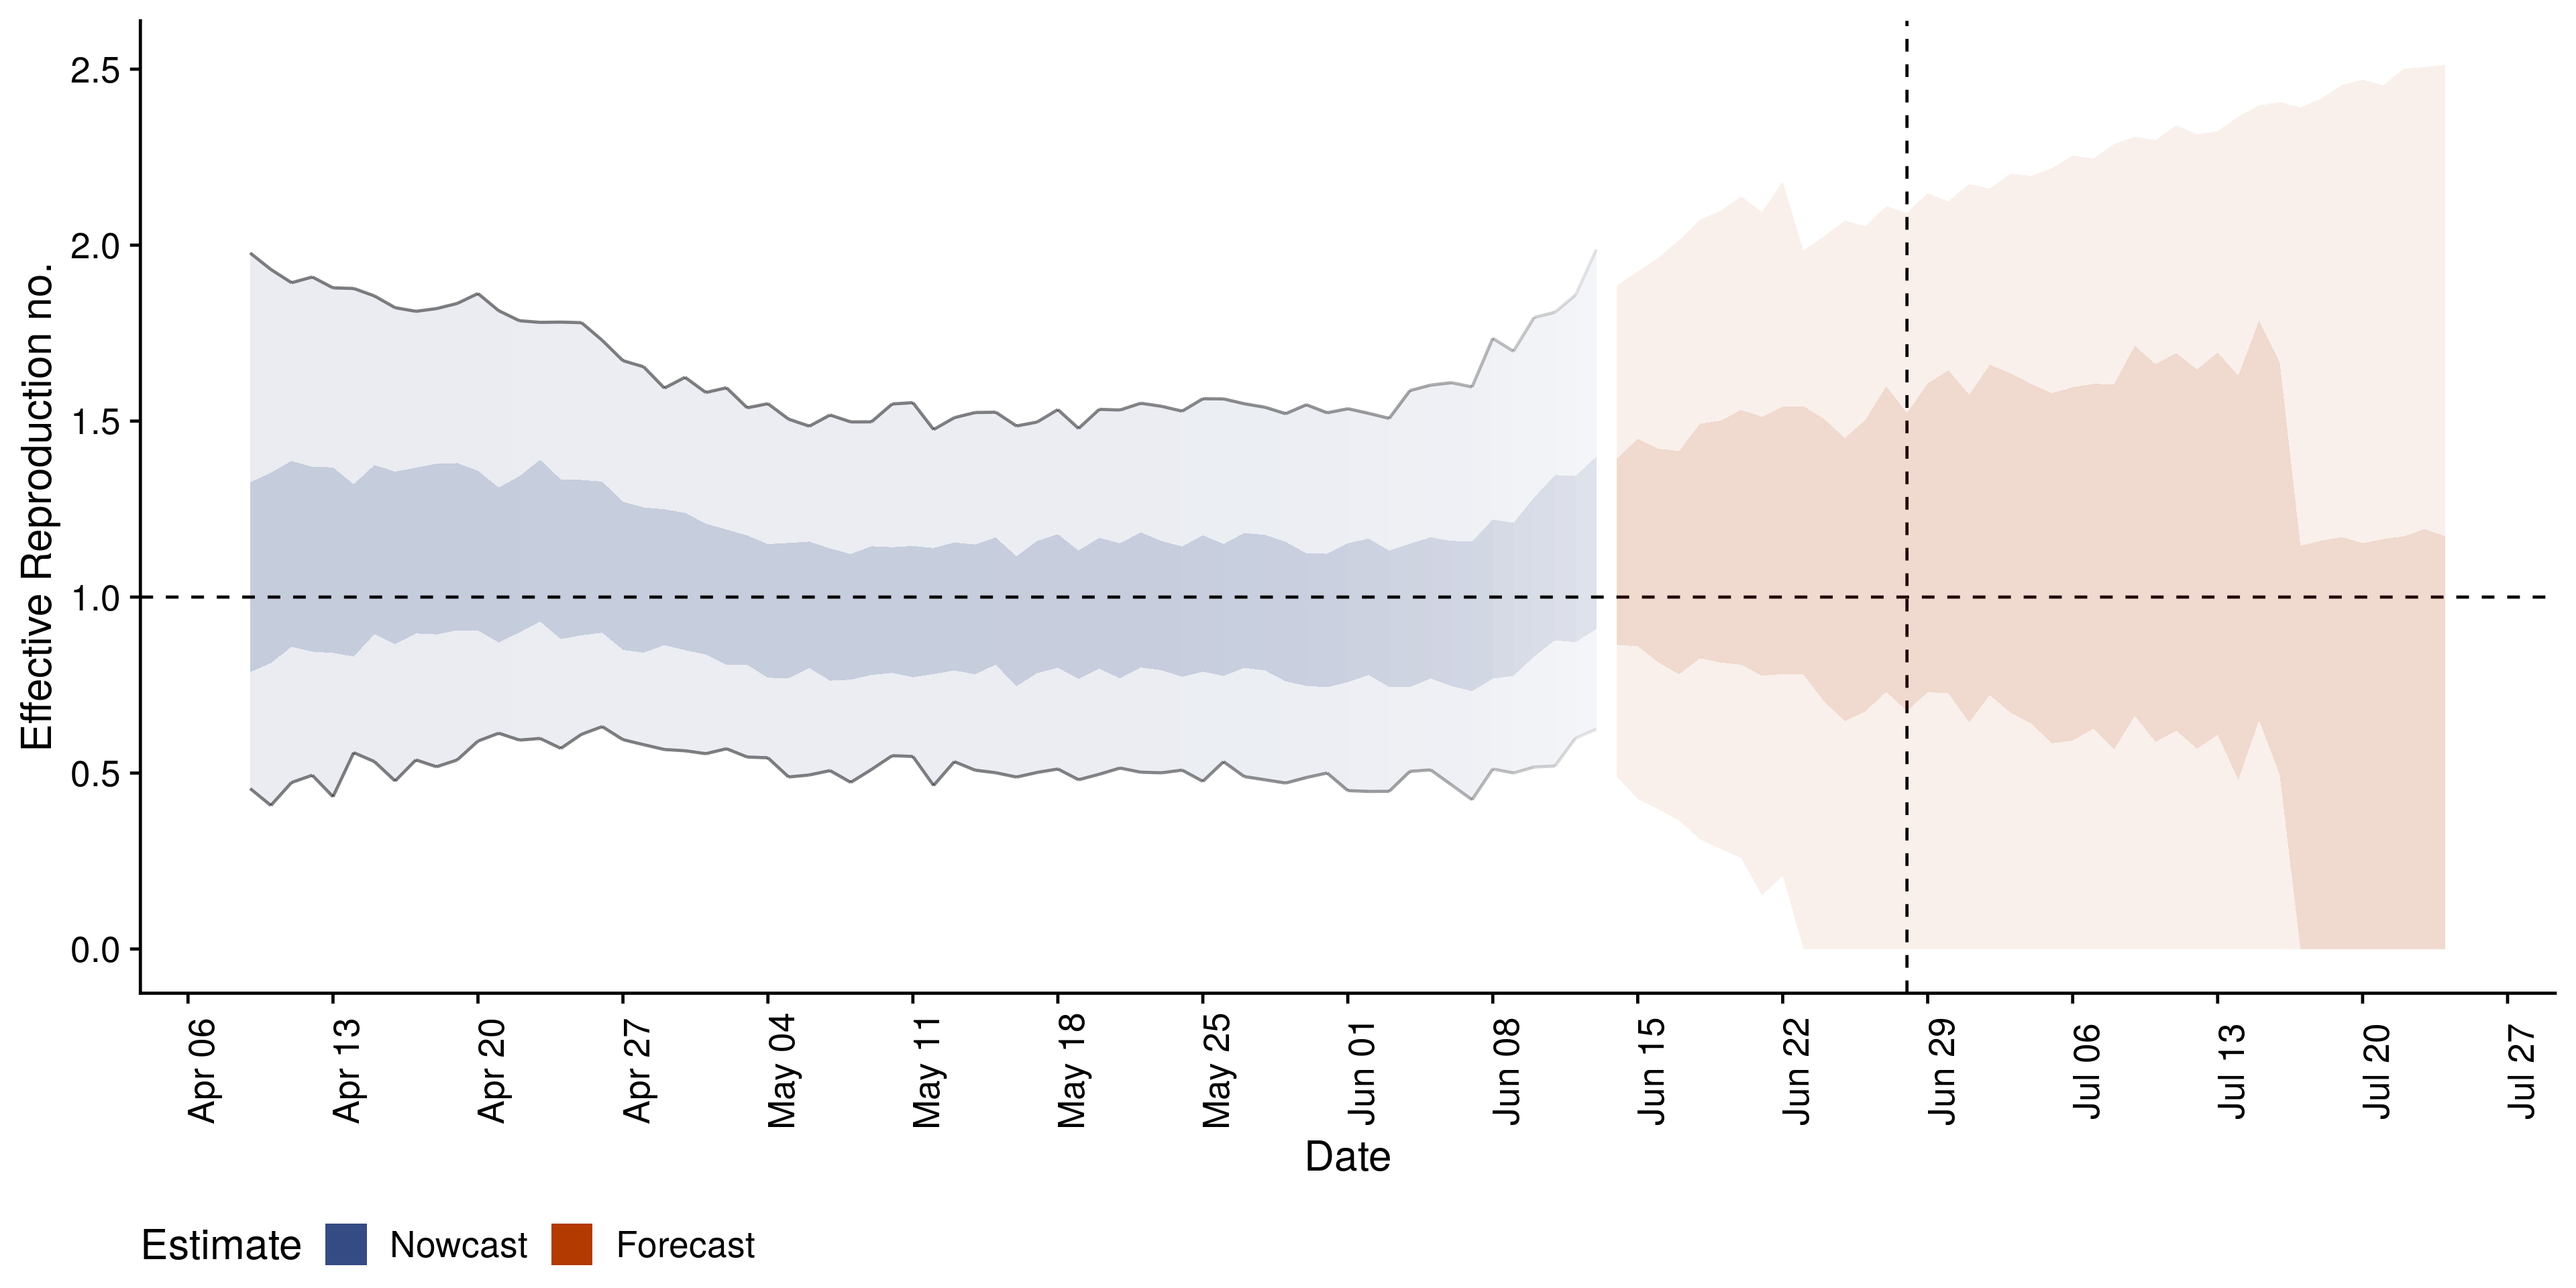 Effective Reproduction no.
2.5
2.0
1.5
1.0
0.5
0.0
Apr 06
Apr 13
Apr 20
Apr 27
May 04
May 11
May 18
May 25
Jun 01
Jun 08
Jun 15
Jun 22
Jun 29
Jul 06
Jul 13
Jul 20
Jul 27
Date
Estimate Nowcast Forecast